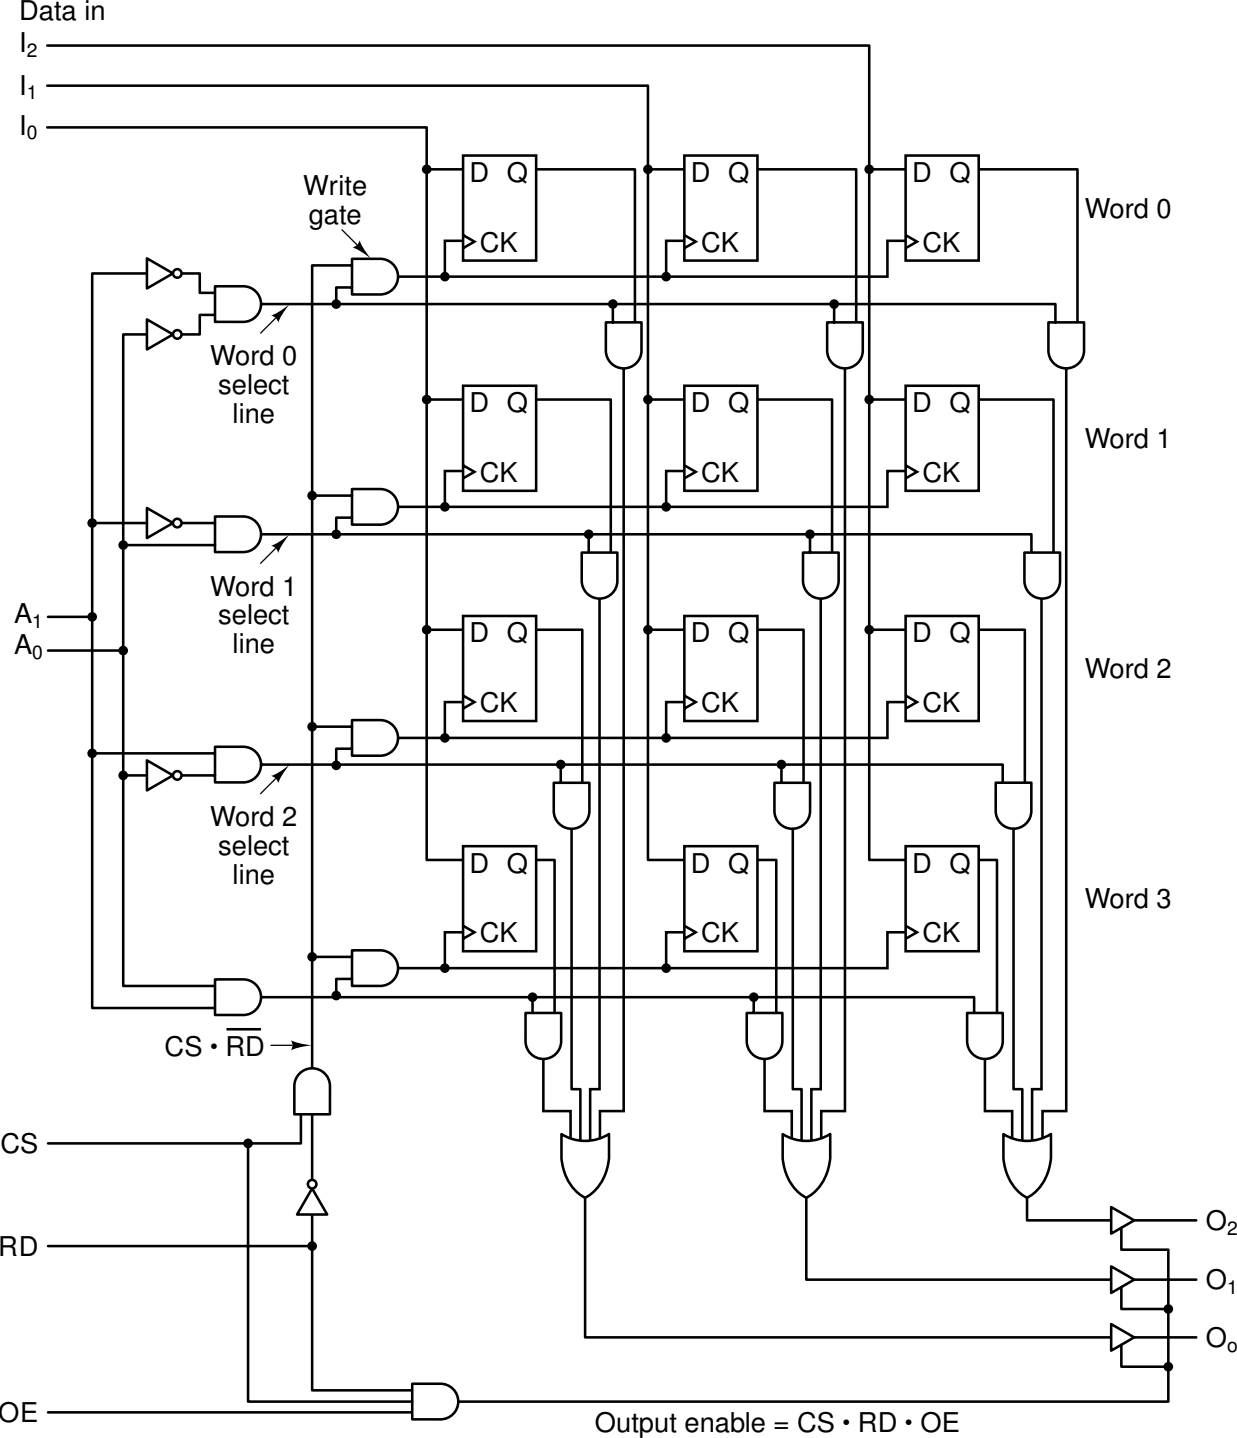 Data in
I₂
I₁
I₀
Write
gate
D Q
CK
D Q
CK
D Q
CK
Word 0
Word 0
select
line
D Q
CK
D Q
CK
D Q
CK
Word 1
Word 1
select
line
A₁
A₀
D Q
CK
D Q
CK
D Q
CK
Word 2
Word 2
select
line
D Q
CK
D Q
CK
D Q
CK
Word 3
CS • R̅D̅
CS
RD
OE
O₂
O₁
Oₒ
Output enable = CS • RD • OE